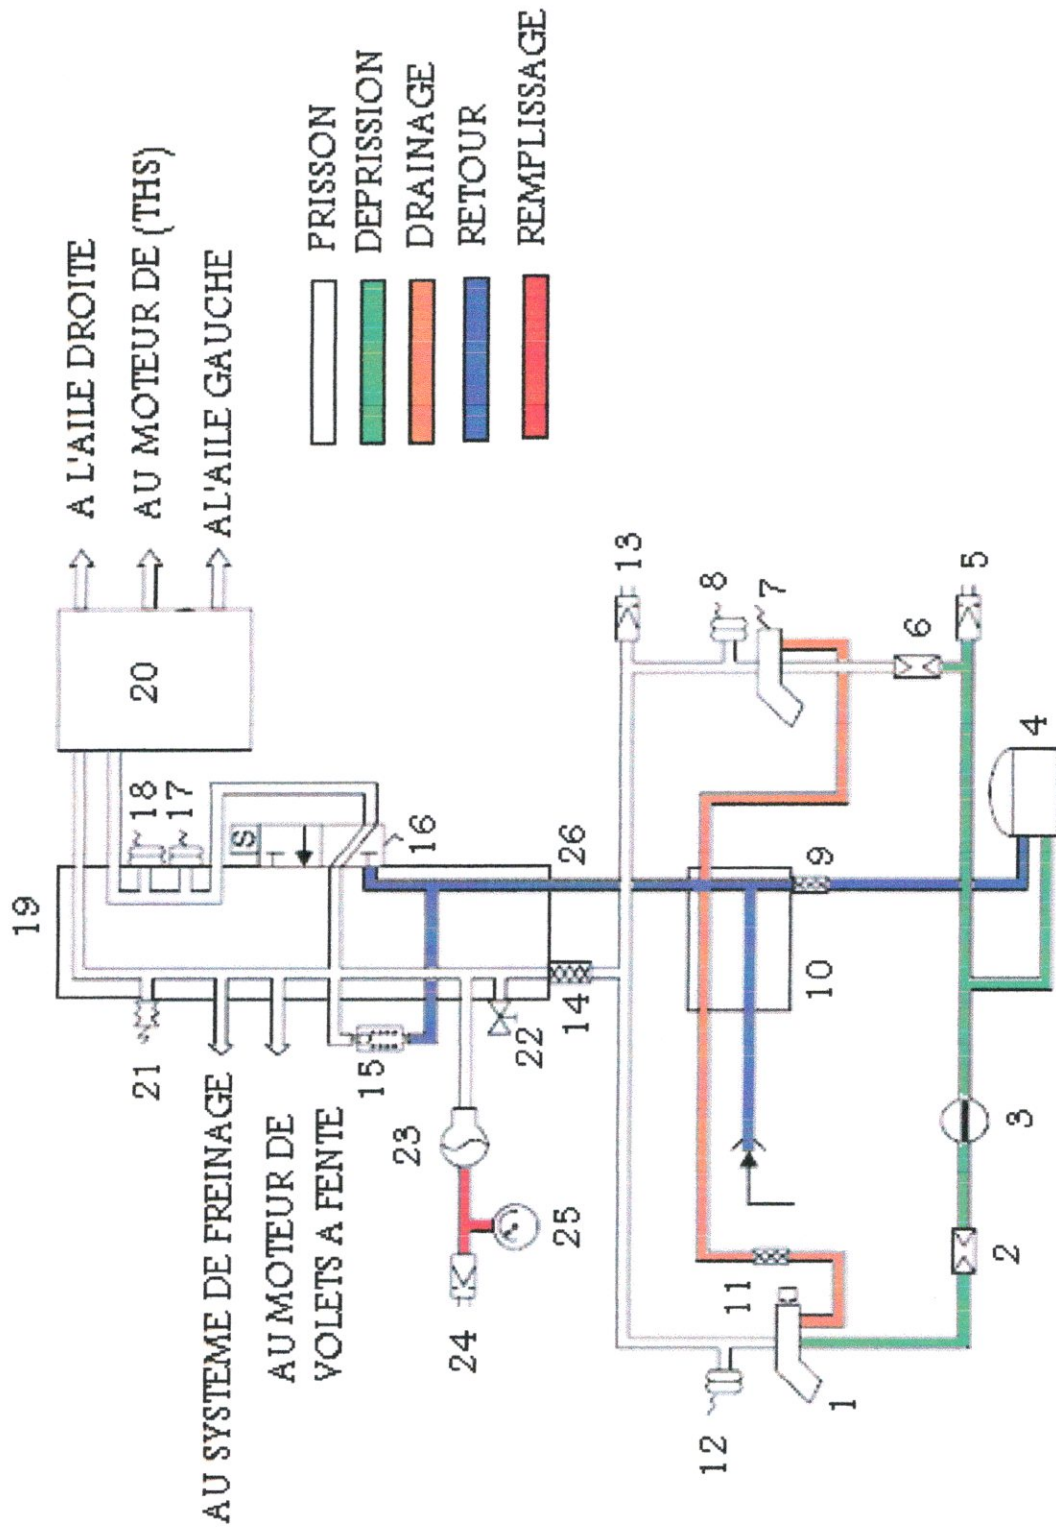 A L'AILE DROITE
AU MOTEUR DE (THS)
AL'AILE GAUCHE
PRISSON
DEPRISSION
DRAINAGE
RETOUR
REMPLISSAGE
19
20
18
17
S
16
21
AU SYSTEME DE FREINAGE
AU MOTEUR DE
VOLETS A FENTE
15
22
14
26
23
24
25
13
8
7
6
5
12
1
11
10
9
2
3
4